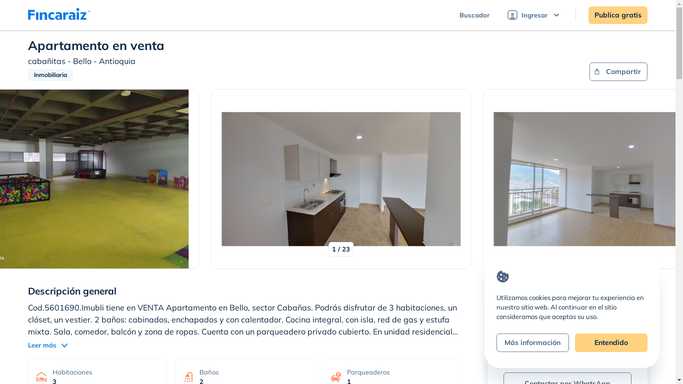 Fincaraiz
Buscador
Ingresar
Publica gratis
Apartamento en venta
cabañitas - Bello - Antioquia
Inmobiliaria
Compartir
1 / 23
Descripción general
Cod.5601690.Imubli tiene en VENTA Apartamento en Bello, sector Cabañas. Podrás disfrutar de 3 habitaciones, un
clóset, un vestier. 2 baños: cabinados, enchapados y con calentador, Cocina integral, con isla, red de gas y estufa
mixta. Sala, comedor, balcón y zona de ropas. Cuenta con un parqueadero privado cubierto. En unidad residencial...
Leer más
Habitaciones
3
Baños
2
Parqueaderos
1
Utilizamos cookies para mejorar tu experiencia en
nuestro sitio web. Al continuar en el sitio
consideramos que aceptas su uso.
Más información
Entendido
Contactar por WhatsApp